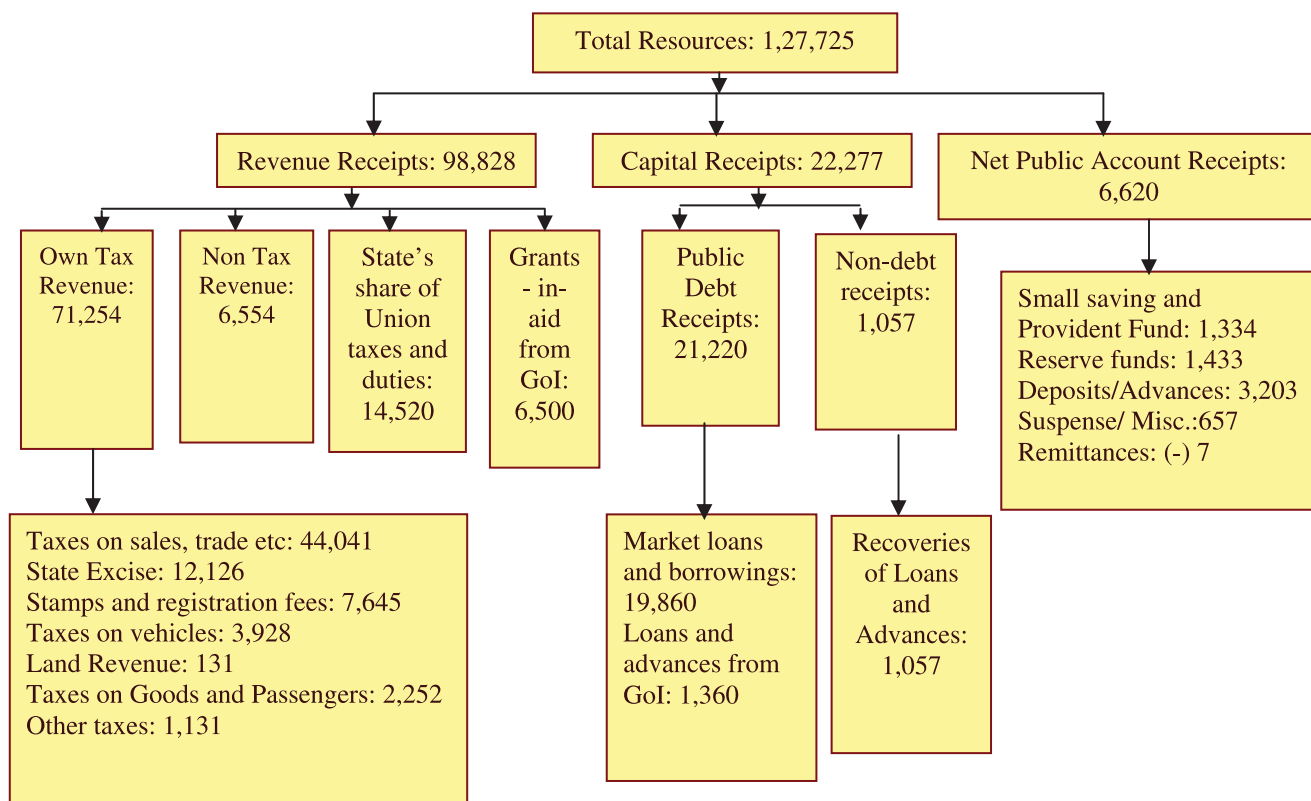 Total Resources: 1,27,725
Revenue Receipts: 98,828
Capital Receipts: 22,277
Net Public Account Receipts:
6,620
Own Tax
Revenue:
71,254
Non Tax
Revenue:
6,554
State’s
share of
Union
taxes and
duties:
14,520
Grants
- in-
aid
from
GoI:
6,500
Public
Debt
Receipts:
21,220
Non-debt
receipts:
1,057
Small saving and
Provident Fund: 1,334
Reserve funds: 1,433
Deposits/Advances: 3,203
Suspense/ Misc.:657
Remittances: (-) 7
Taxes on sales, trade etc: 44,041
State Excise: 12,126
Stamps and registration fees: 7,645
Taxes on vehicles: 3,928
Land Revenue: 131
Taxes on Goods and Passengers: 2,252
Other taxes: 1,131
Market loans
and borrowings:
19,860
Loans and
advances from
GoI: 1,360
Recoveries
of Loans
and
Advances:
1,057